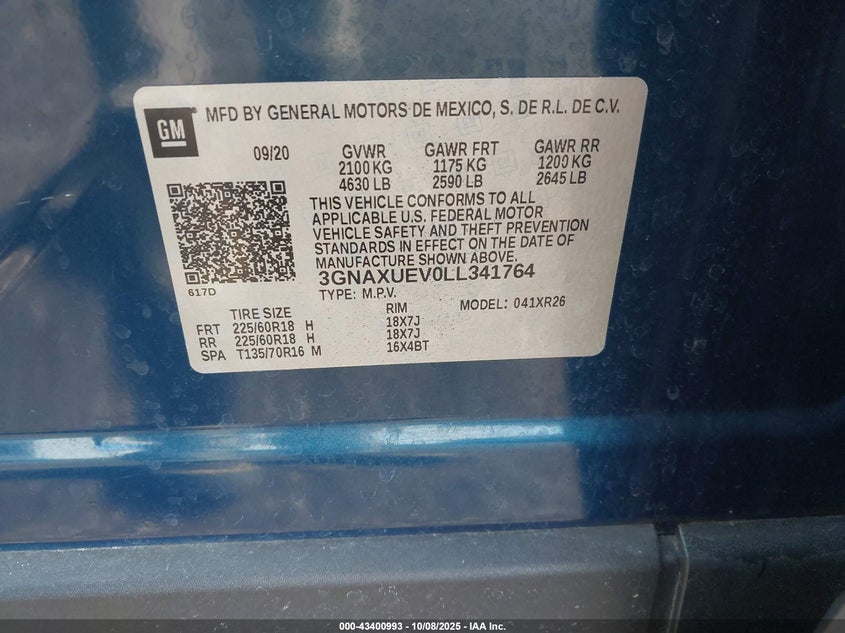 GM
MFD BY GENERAL MOTORS DE MEXICO, S. DE R.L. DE C.V.
09/20 GVWR GAWR FRT GAWR RR
2100 KG 1175 KG 1200 KG
4630 LB 2590 LB 2645 LB
THIS VEHICLE CONFORMS TO ALL
APPLICABLE U.S. FEDERAL MOTOR
VEHICLE SAFETY AND THEFT PREVENTION
STANDARDS IN EFFECT ON THE DATE OF
MANUFACTURE SHOWN ABOVE.
3GNAXUEV0LL341764
617D
TYPE: M.P.V. MODEL: 041XR26
TIRE SIZE RIM
FRT 225/60R18 H 18X7J
RR 225/60R18 H 18X7J
SPA T135/70R16 M 16X4BT
000-43400993 - 10/08/2025 - IAA Inc.